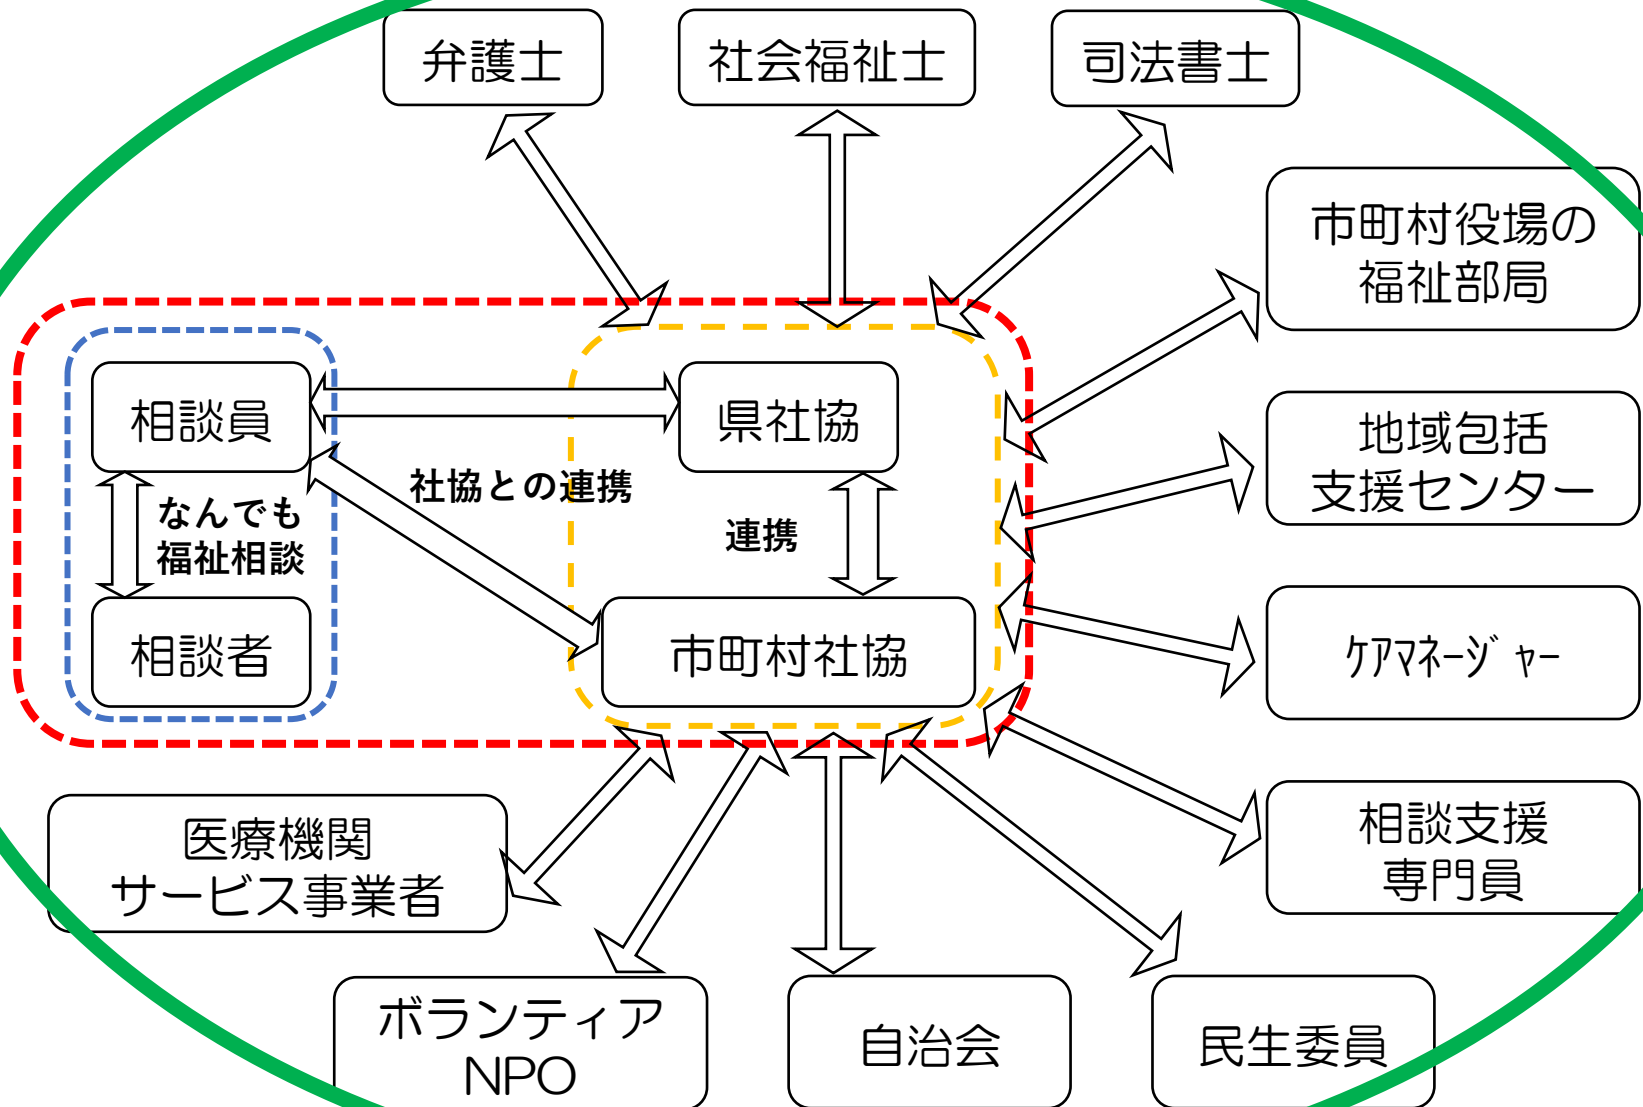 弁護士
社会福祉士
司法書士
市町村役場の
福祉部局
相談員
県社協
地域包括
支援センター
社協との連携
なんでも
福祉相談
連携
相談者
市町村社協
ｹｱﾏﾈｰｼﾞｬｰ
医療機関
サービス事業者
相談支援
専門員
ボランティア
NPO
自治会
民生委員